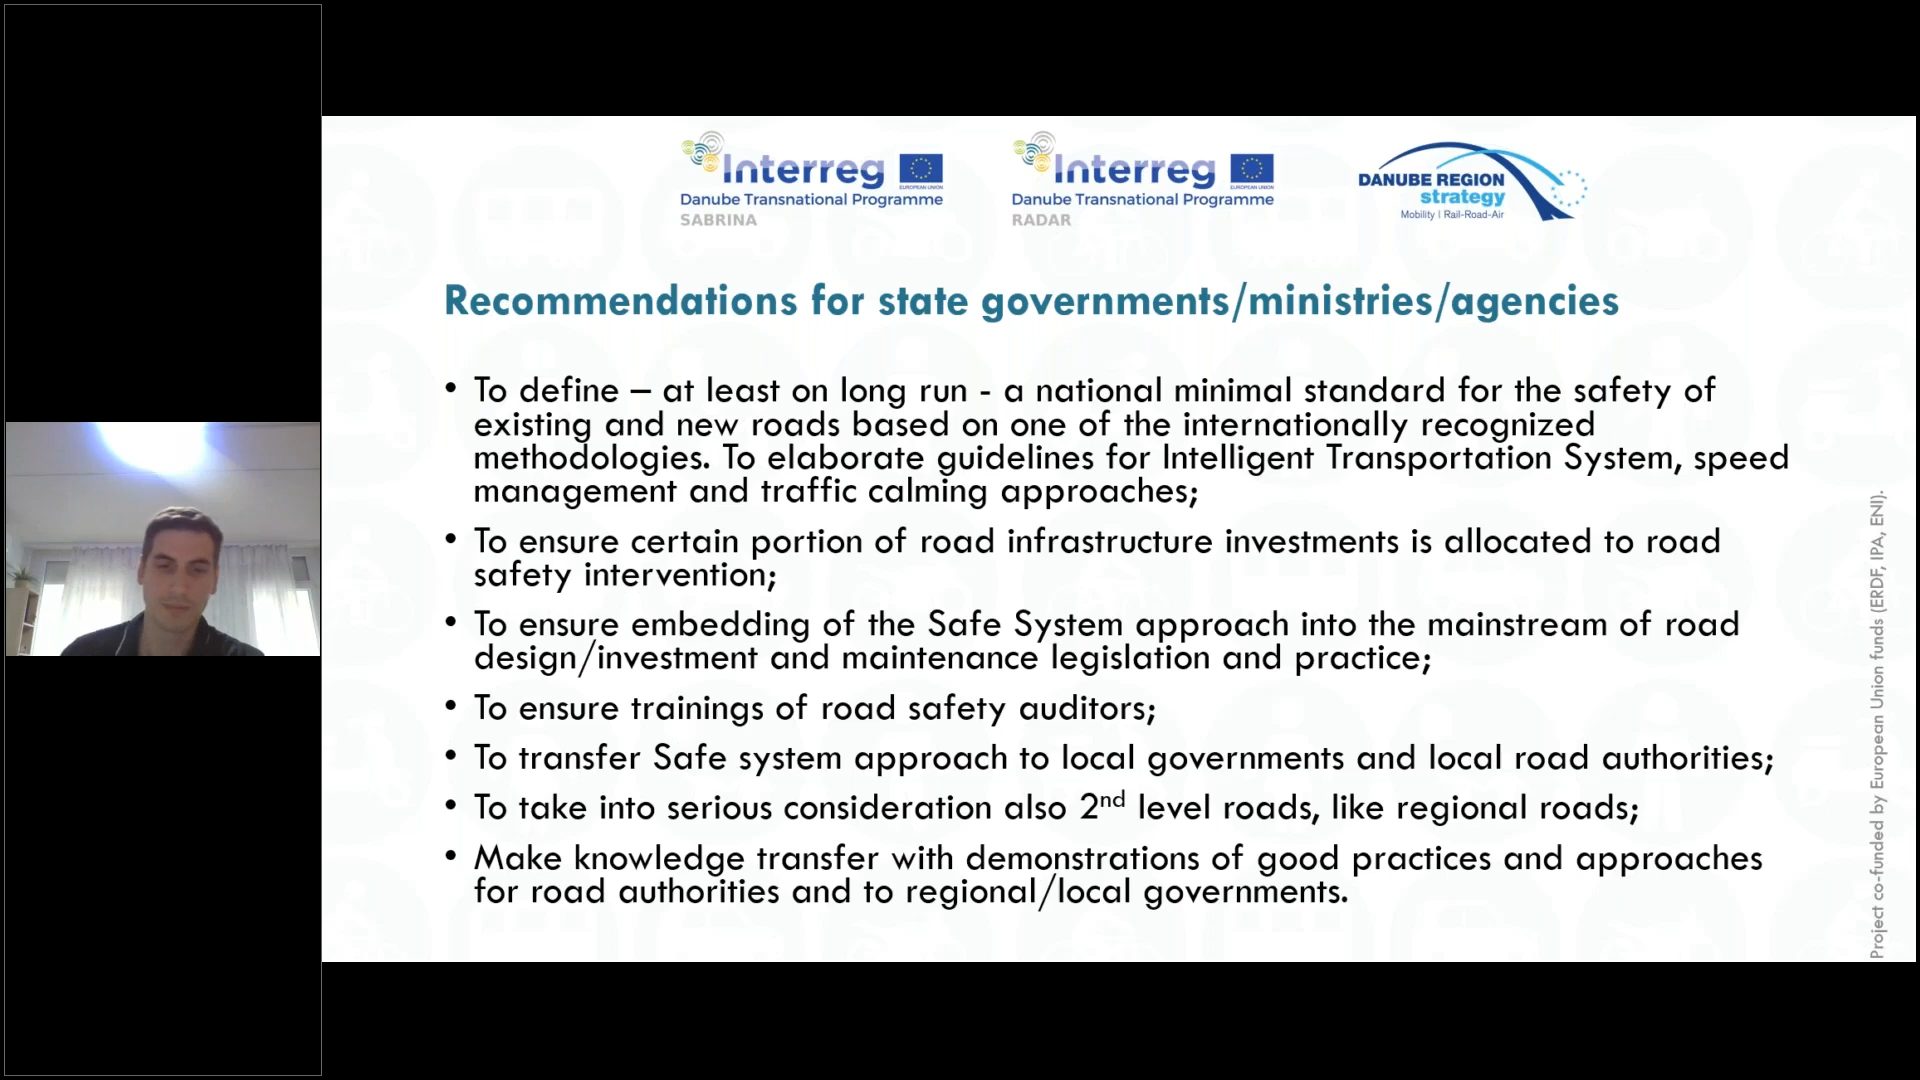 Interreg
EUROPEAN UNION
Danube Transnational Programme
SABRINA
Interreg
EUROPEAN UNION
Danube Transnational Programme
RADAR
DANUBE REGION
strategy
Mobility | Rail-Road-Air
Recommendations for state governments/ministries/agencies
• To define – at least on long run - a national minimal standard for the safety of
existing and new roads based on one of the internationally recognized
methodologies. To elaborate guidelines for Intelligent Transportation System, speed
management and traffic calming approaches;
• To ensure certain portion of road infrastructure investments is allocated to road
safety intervention;
• To ensure embedding of the Safe System approach into the mainstream of road
design/investment and maintenance legislation and practice;
• To ensure trainings of road safety auditors;
• To transfer Safe system approach to local governments and local road authorities;
• To take into serious consideration also 2nd level roads, like regional roads;
• Make knowledge transfer with demonstrations of good practices and approaches
for road authorities and to regional/local governments.
Project co-funded by European Union funds (ERDF, IPA, ENI).